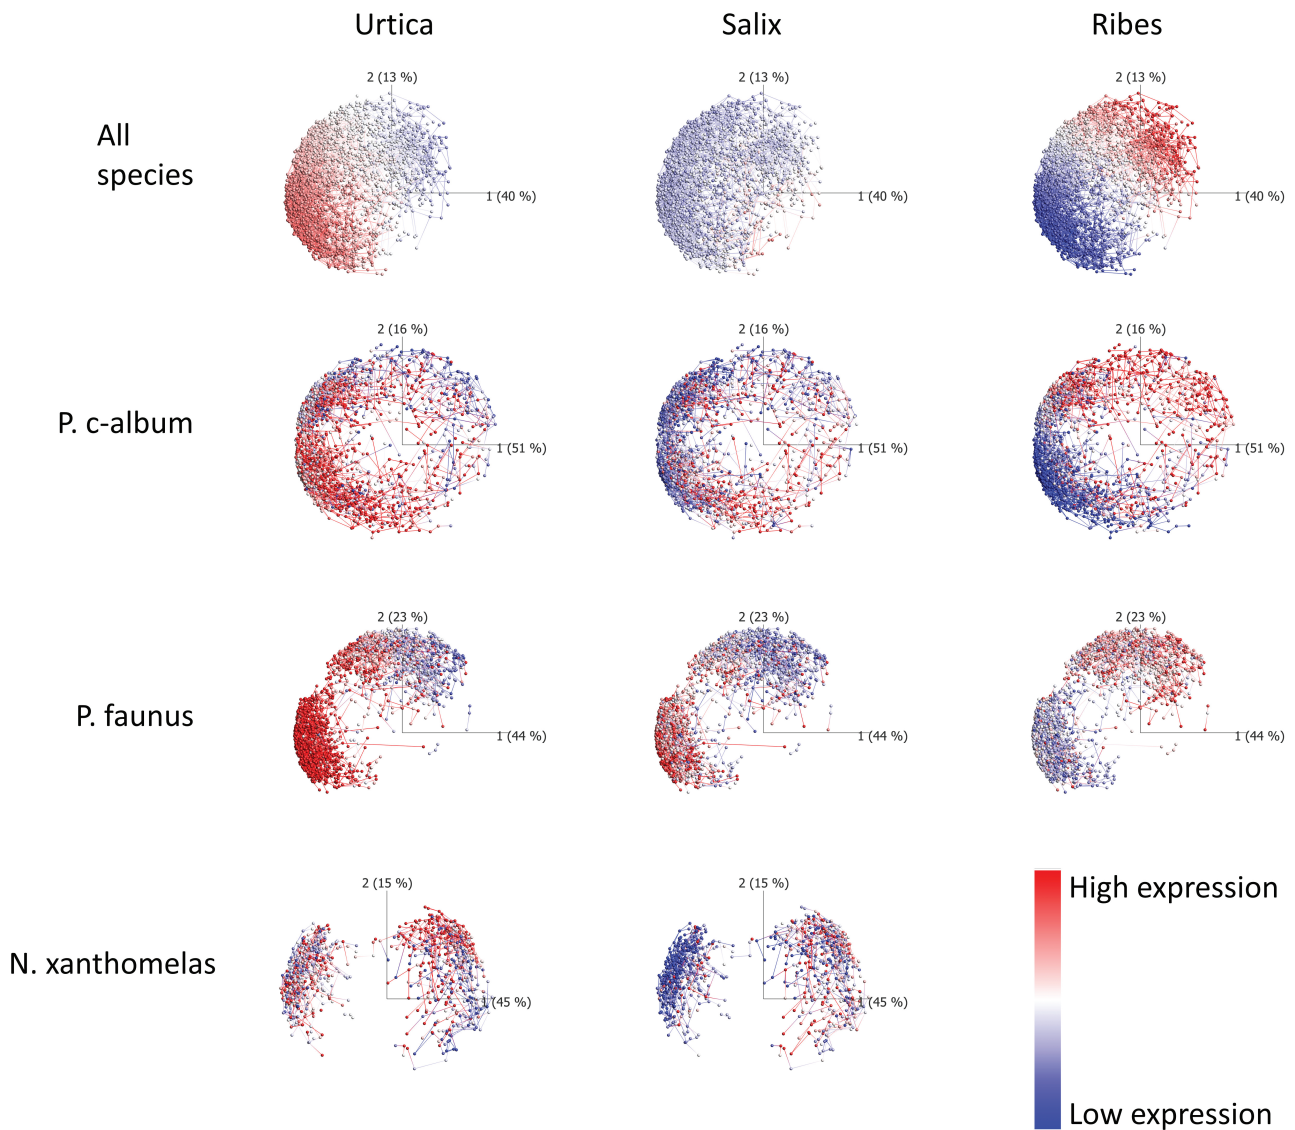 Urtica Salix Ribes
2 (13 %) 2 (13 %) 2 (13 %)
All
species
1 (40 %) 1 (40 %) 1 (40 %)
2 (16 %) 2 (16 %) 2 (16 %)
P. c-album
1 (51 %) 1 (51 %) 1 (51 %)
2 (23 %) 2 (23 %) 2 (23 %)
P. faunus
1 (44 %) 1 (44 %) 1 (44 %)
2 (15 %) 2 (15 %)
High expression
N. xanthomelas
1 (45 %) 1 (45 %)
Low expression